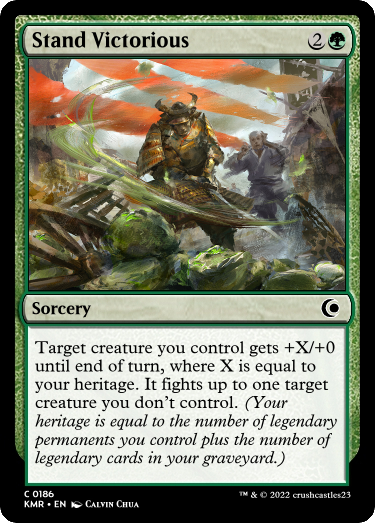 Stand Victorious 2
Sorcery
Target creature you control gets +X/+0
until end of turn, where X is equal to
your heritage. It fights up to one target
creature you don't control. (Your
heritage is equal to the number of legendary
permanents you control plus the number of
legendary cards in your graveyard.)
C 0186
KMR • EN Calvin Chua
™ & © 2022 crushcastles23